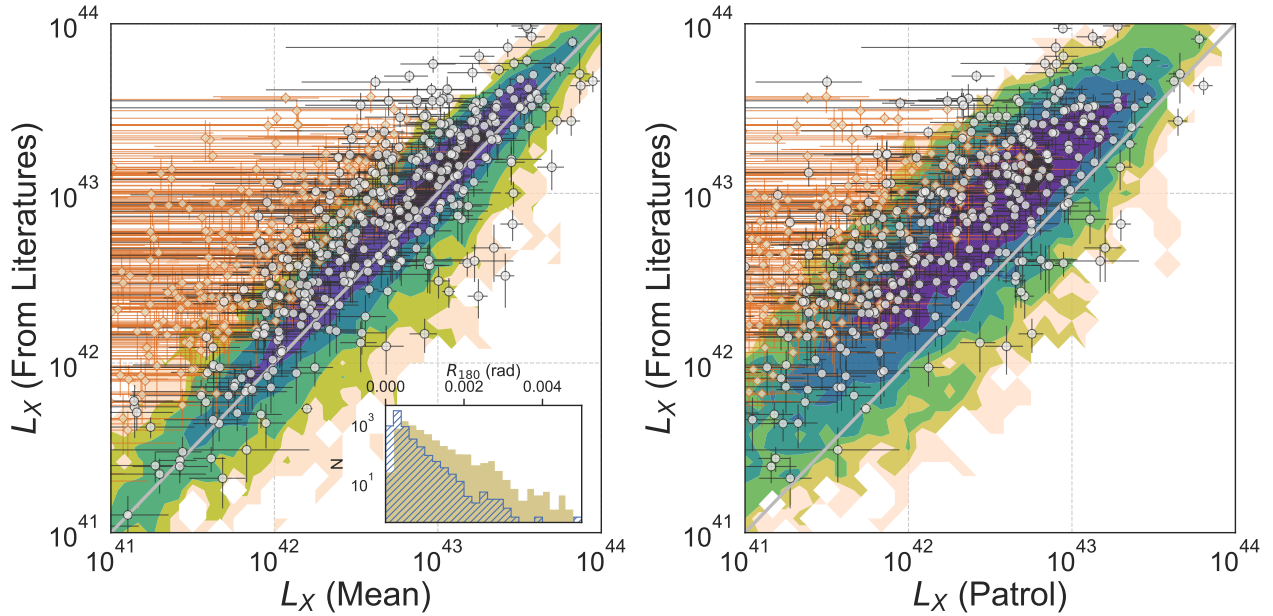 10^44
10^43
10^42
10^41
L_X (From Literatures)
10^41 10^42 10^43 10^44
L_X (Mean)
R_180 (rad)
0.000 0.002 0.004
10^3
10^1
N
10^44
10^43
10^42
10^41
L_X (From Literatures)
10^41 10^42 10^43 10^44
L_X (Patrol)